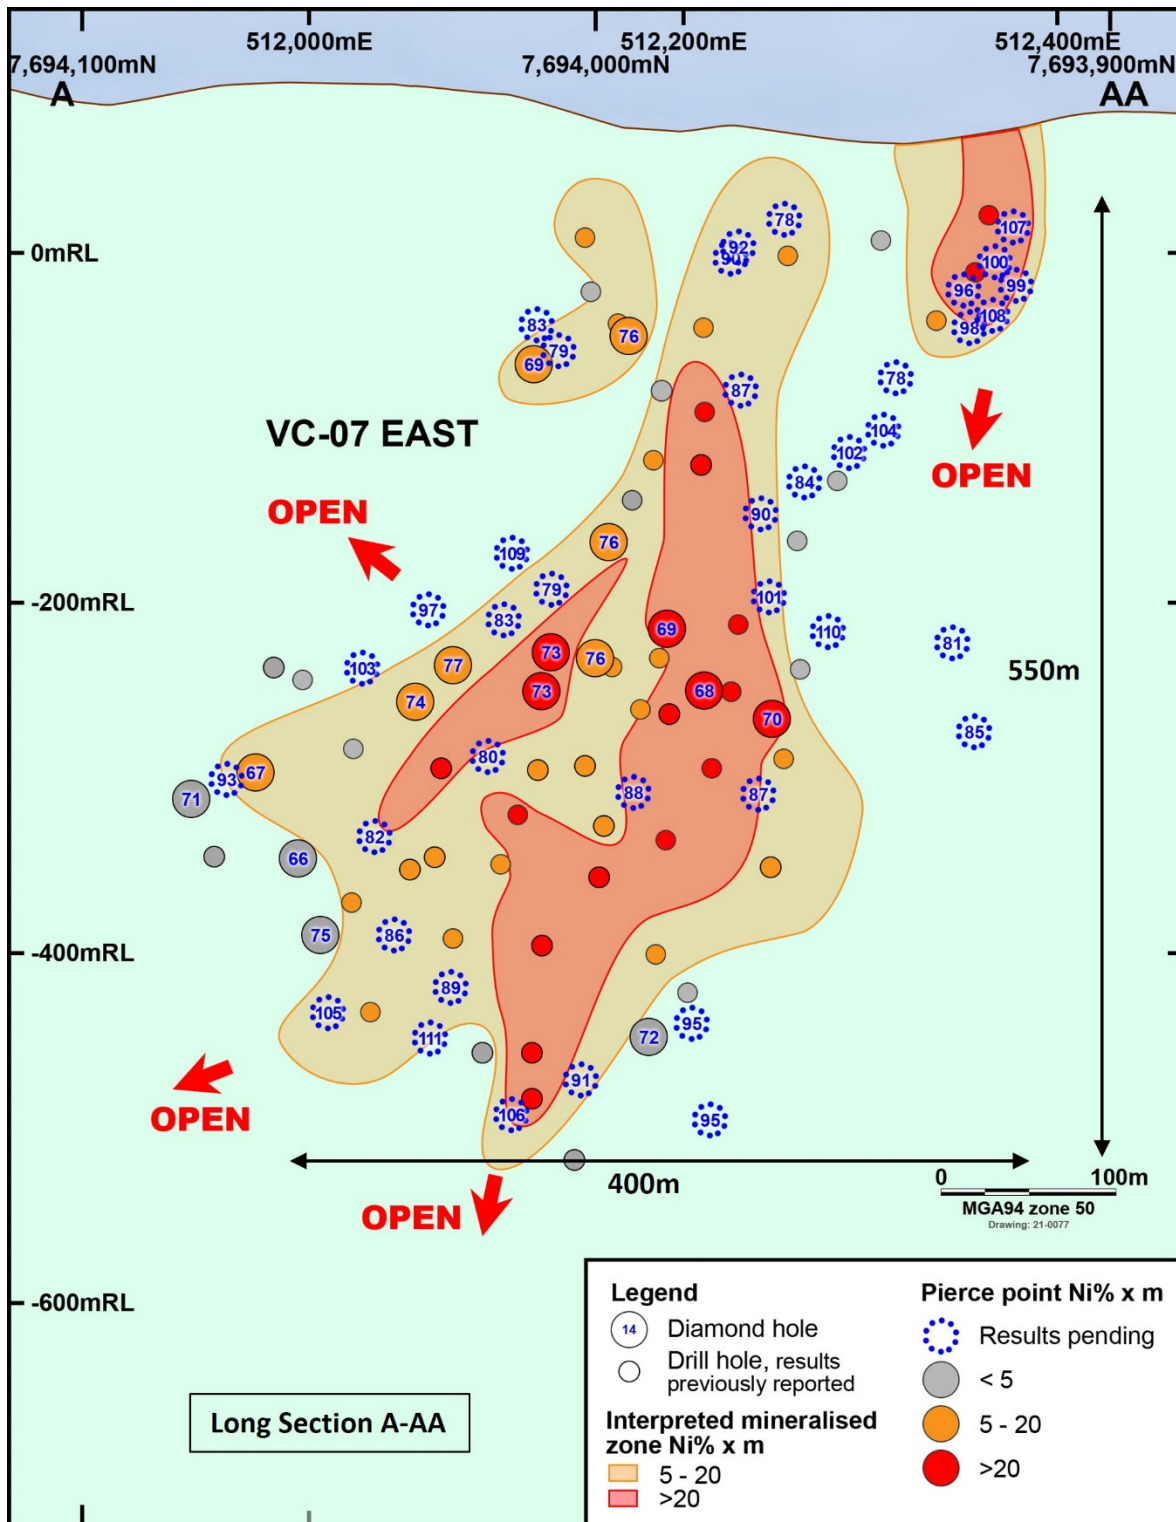 512,000mE
512,200mE
512,400mE
7,694,100mN
7,694,000mN
7,693,900mN
A
AA
78
107
92
90
0mRL
100
96
99
108
98
83
79
76
69
78
87
104
VC-07 EAST
102
84
OPEN
OPEN
90
76
109
79
101
97
83
-200mRL
69
110
81
73
76
77
103
550m
73
68
74
70
85
80
93
67
71
88
87
82
66
75
86
-400mRL
89
105
95
111
72
91
OPEN
106
95
400m
0
100m
MGA94 zone 50
Drawing: 21-0077
OPEN
-600mRL
Legend
14
Diamond hole
Drill hole, results
previously reported
Interpreted mineralised
zone Ni% x m
5 - 20
>20
Pierce point Ni% x m
Results pending
< 5
5 - 20
>20
Long Section A-AA